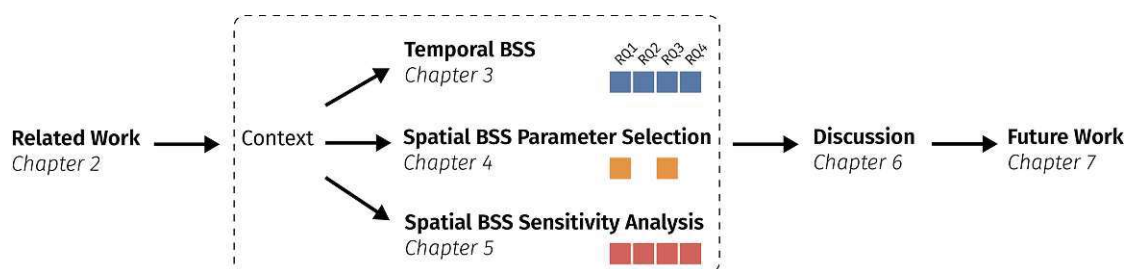 Temporal BSS
Chapter 3
RQ1 RQ2 RQ3 RQ4
Related Work
Chapter 2
Context
Spatial BSS Parameter Selection
Chapter 4
Discussion
Chapter 6
Future Work
Chapter 7
Spatial BSS Sensitivity Analysis
Chapter 5